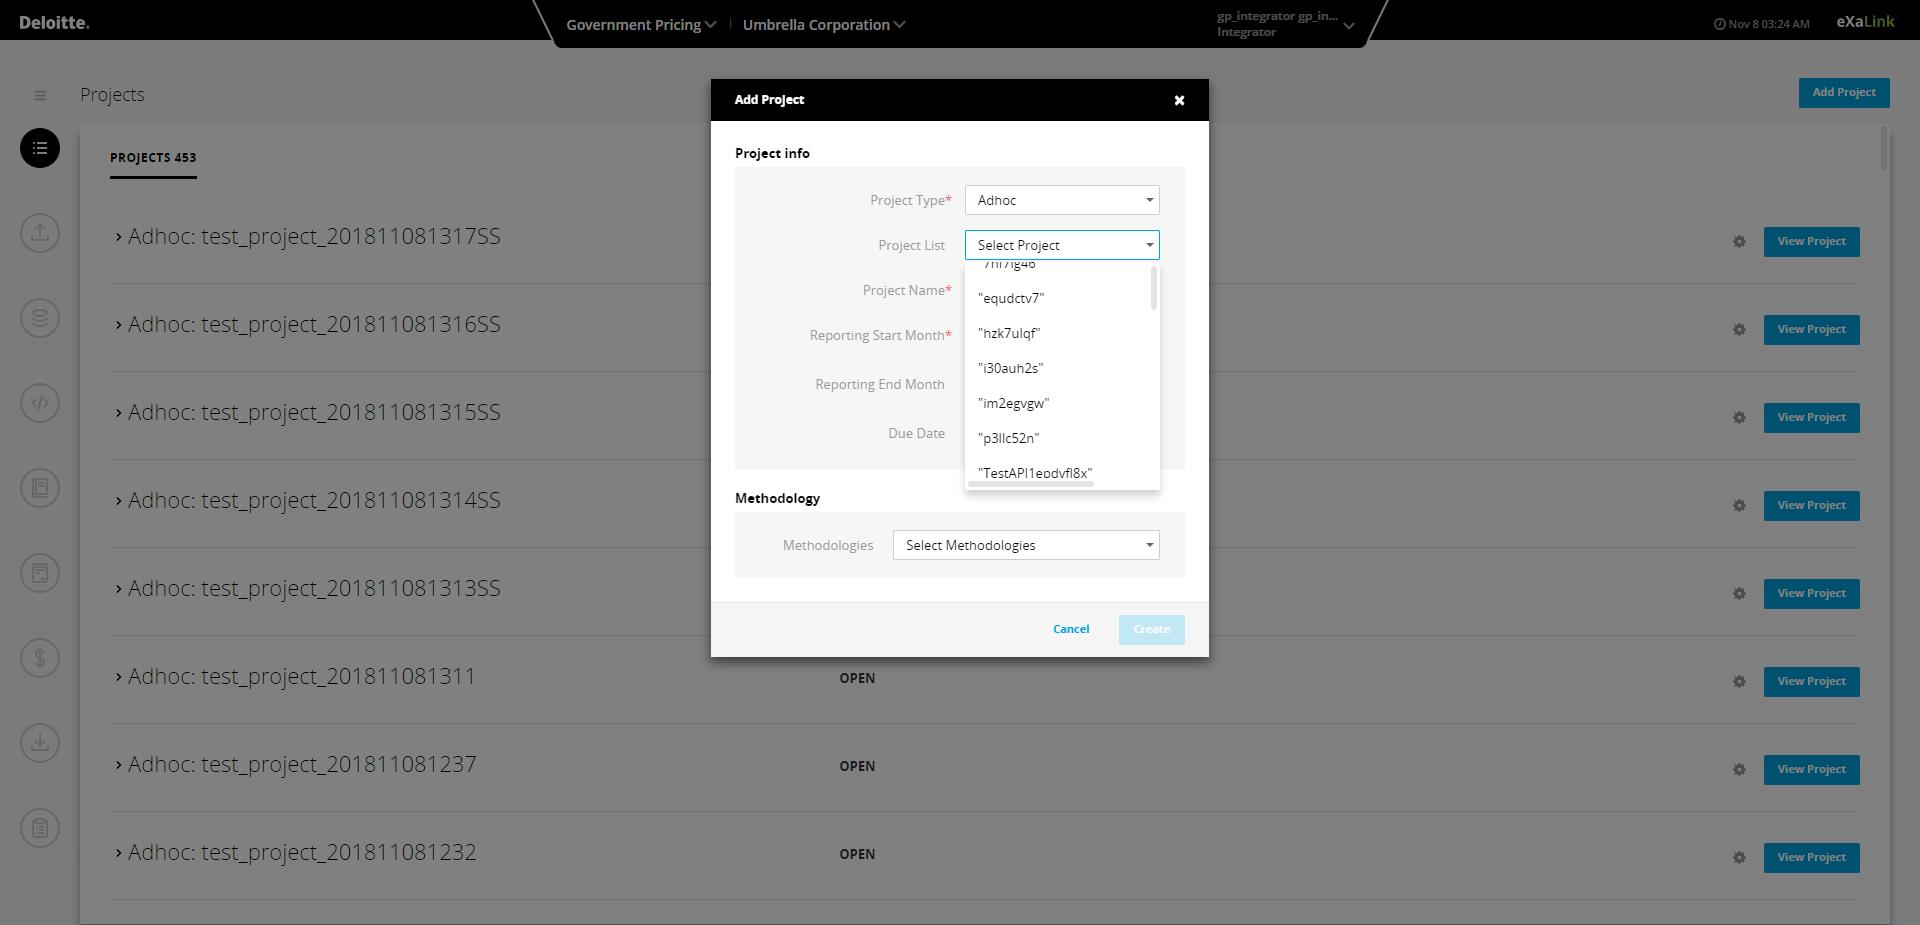 Deloitte.
Government Pricing
Umbrella Corporation
gp_integrator gp_in...
Integrator
Nov 8 03:24 AM
eXaLink
Projects
Add Project
PROJECTS 453
Adhoc: test_project_201811081317SS
View Project
Adhoc: test_project_201811081316SS
View Project
Adhoc: test_project_201811081315SS
View Project
Adhoc: test_project_201811081314SS
View Project
Adhoc: test_project_201811081313SS
View Project
Adhoc: test_project_201811081311
OPEN
View Project
Adhoc: test_project_201811081237
OPEN
View Project
Adhoc: test_project_201811081232
OPEN
View Project
Add Project
Project info
Project Type*
Adhoc
Project List
Select Project
"equdctv7"
"hzk7ulqf"
"i30auh2s"
"im2egvgw"
"p3llc52n"
"TestAPI1epdyfl8x"
Project Name*
Reporting Start Month*
Reporting End Month
Due Date
Methodology
Methodologies
Select Methodologies
Cancel
Create